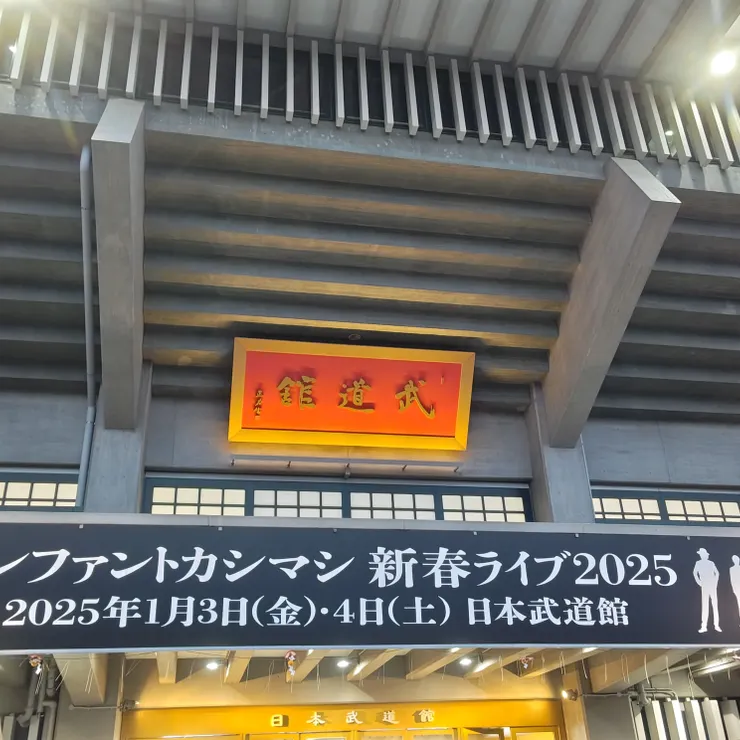 館道武
ンファントカシマシ 新春ライブ2025
2025年1月3日(金)・4日(土) 日本武道館
日本武道館